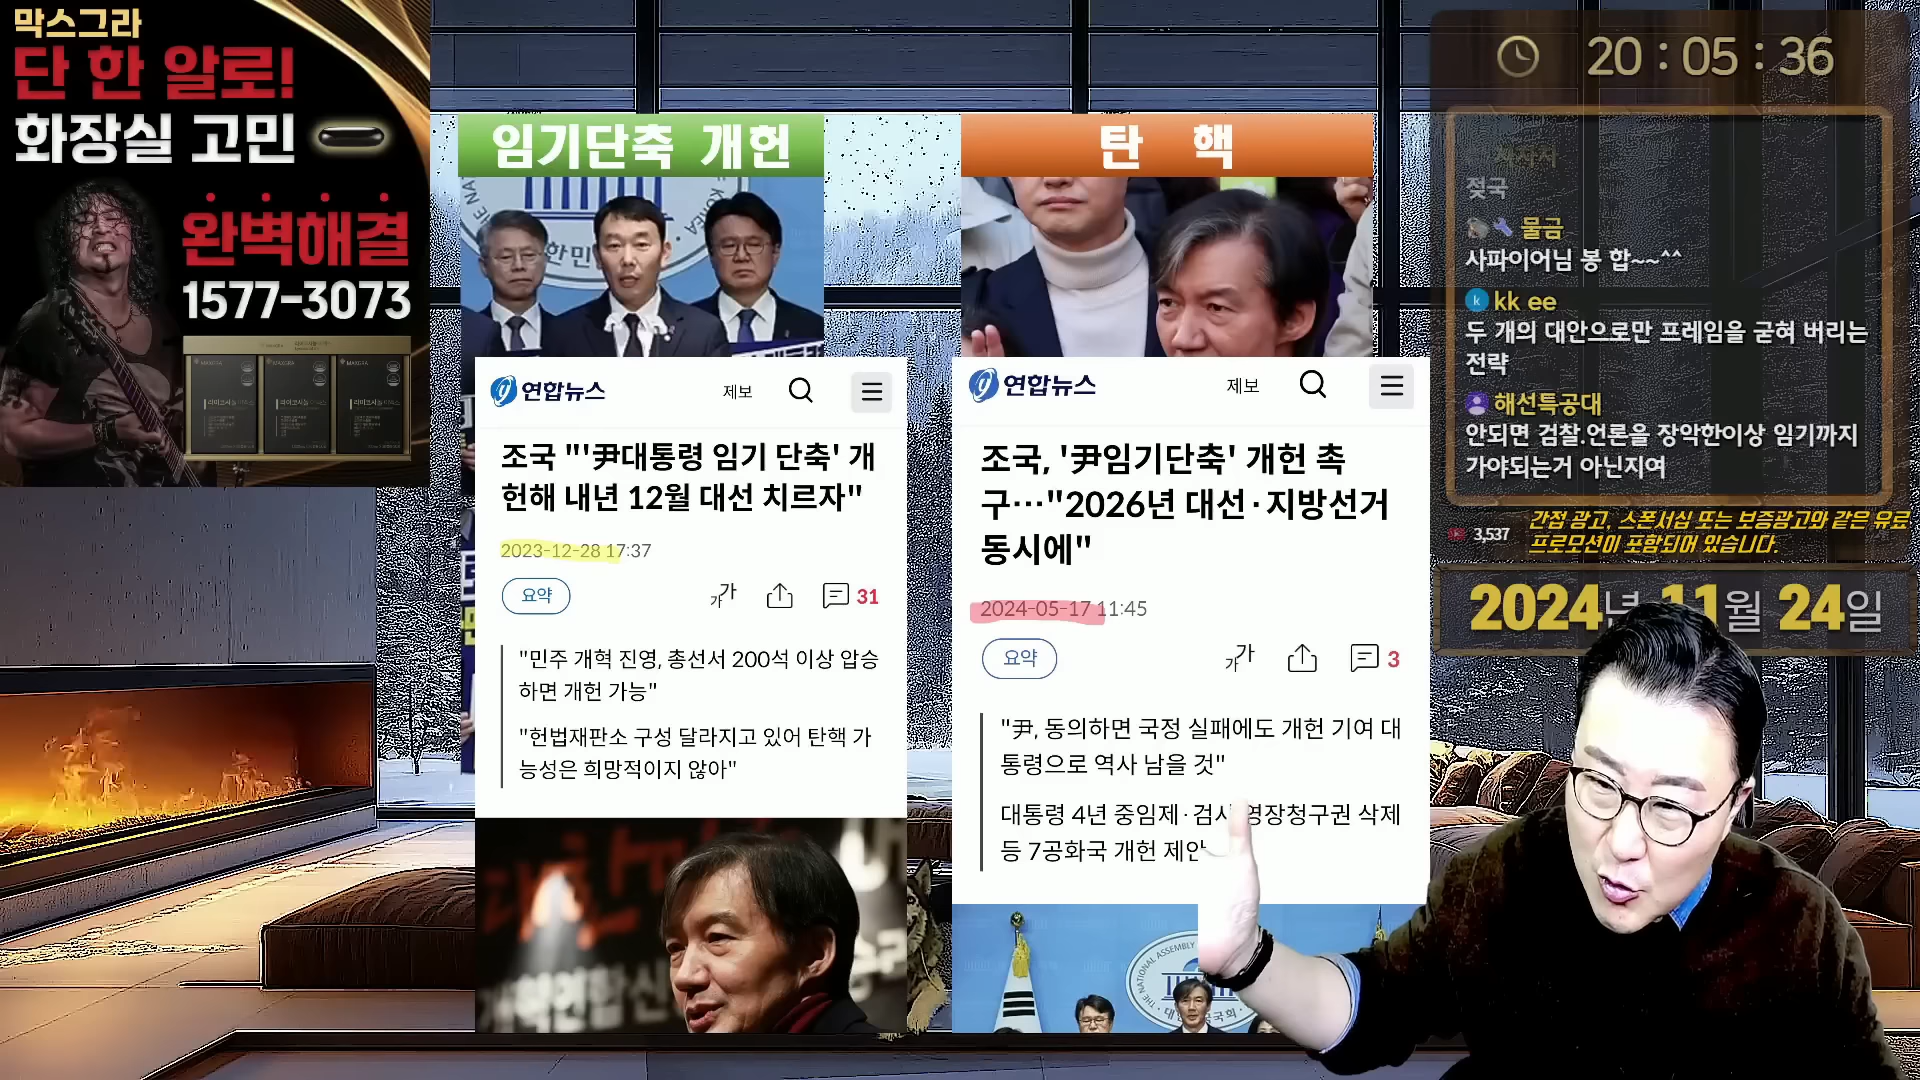 막스그라
단 한 알로!
화장실 고민
완벽해결
1577-3073
임기단축 개헌
탄 핵
연합뉴스
제보
조국 "'尹대통령 임기 단축' 개
헌해 내년 12월 대선 치르자"
2023-12-28 17:37
요약
가가
31
"민주 개혁 진영, 총선서 200석 이상 압승
하면 개헌 가능"
"헌법재판소 구성 달라지고 있어 탄핵 가
능성은 희망적이지 않아"
연합뉴스
제보
조국, '尹임기단축' 개헌 촉
구…"2026년 대선·지방선거
동시에"
2024-05-17 11:45
요약
가가
3
"尹, 동의하면 국정 실패에도 개헌 기여 대
통령으로 역사 남을 것"
대통령 4년 중임제·검사 영장청구권 삭제
등 7공화국 개헌 제안
20 : 05 : 36
젖국
물금
사파이어님 봉 합~~^^
k kk ee
두 개의 대안으로만 프레임을 굳혀 버리는
전략
해선특공대
안되면 검찰.언론을 장악한이상 임기까지
가야되는거 아닌지여
3,537
간접 광고, 스폰서십 또는 보증광고와 같은 유료
프로모션이 포함되어 있습니다.
2024년 11월 24일